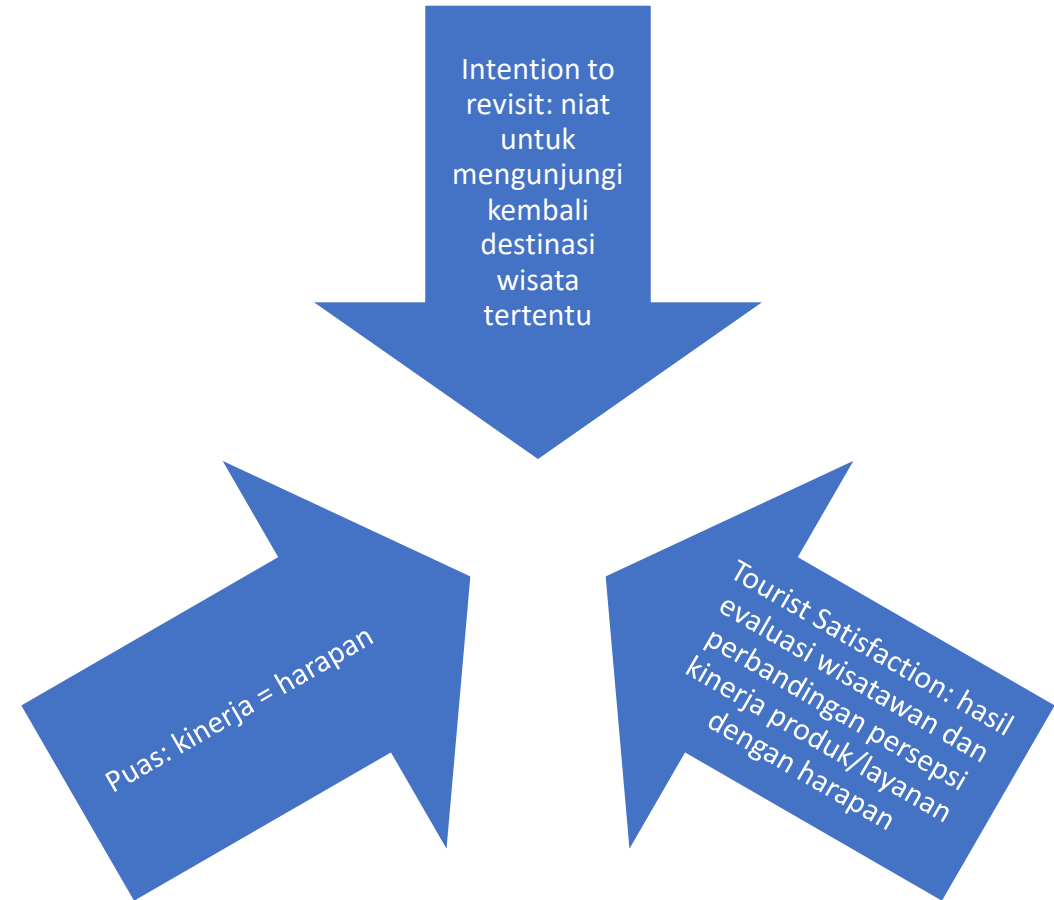 Intention to
revisit: niat
untuk
mengunjungi
kembali
destinasi
wisata
tertentu
Tourist Satisfaction: hasil
evaluasi wisatawan dan
perbandingan persepsi
kinerja produk/layanan
dengan harapan
Puas: kinerja = harapan